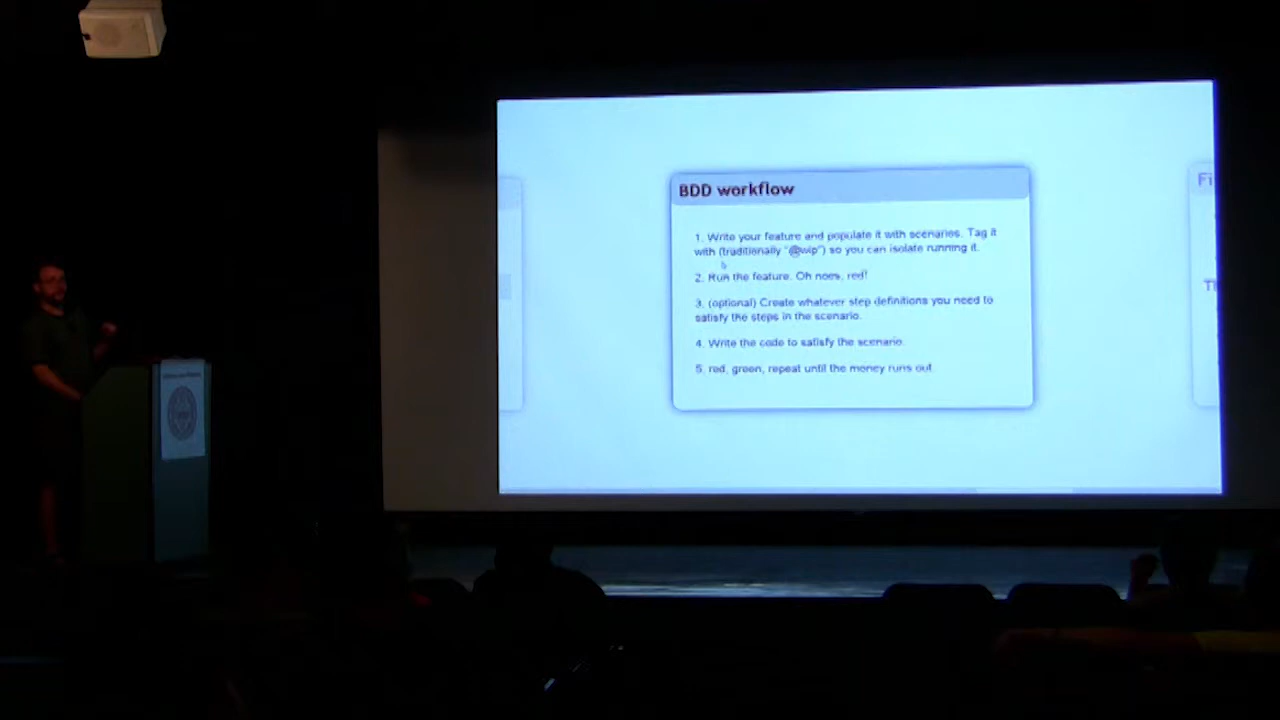 BDD workflow
1. Write your feature and populate it with scenarios. Tag it
with (traditionally "@wip") so you can isolate running it.
2. Run the feature. Oh noes, red!
3. (optional) Create whatever step definitions you need to
satisfy the steps in the scenario.
4. Write the code to satisfy the scenario.
5. red, green, repeat until the money runs out.
Fi
Th